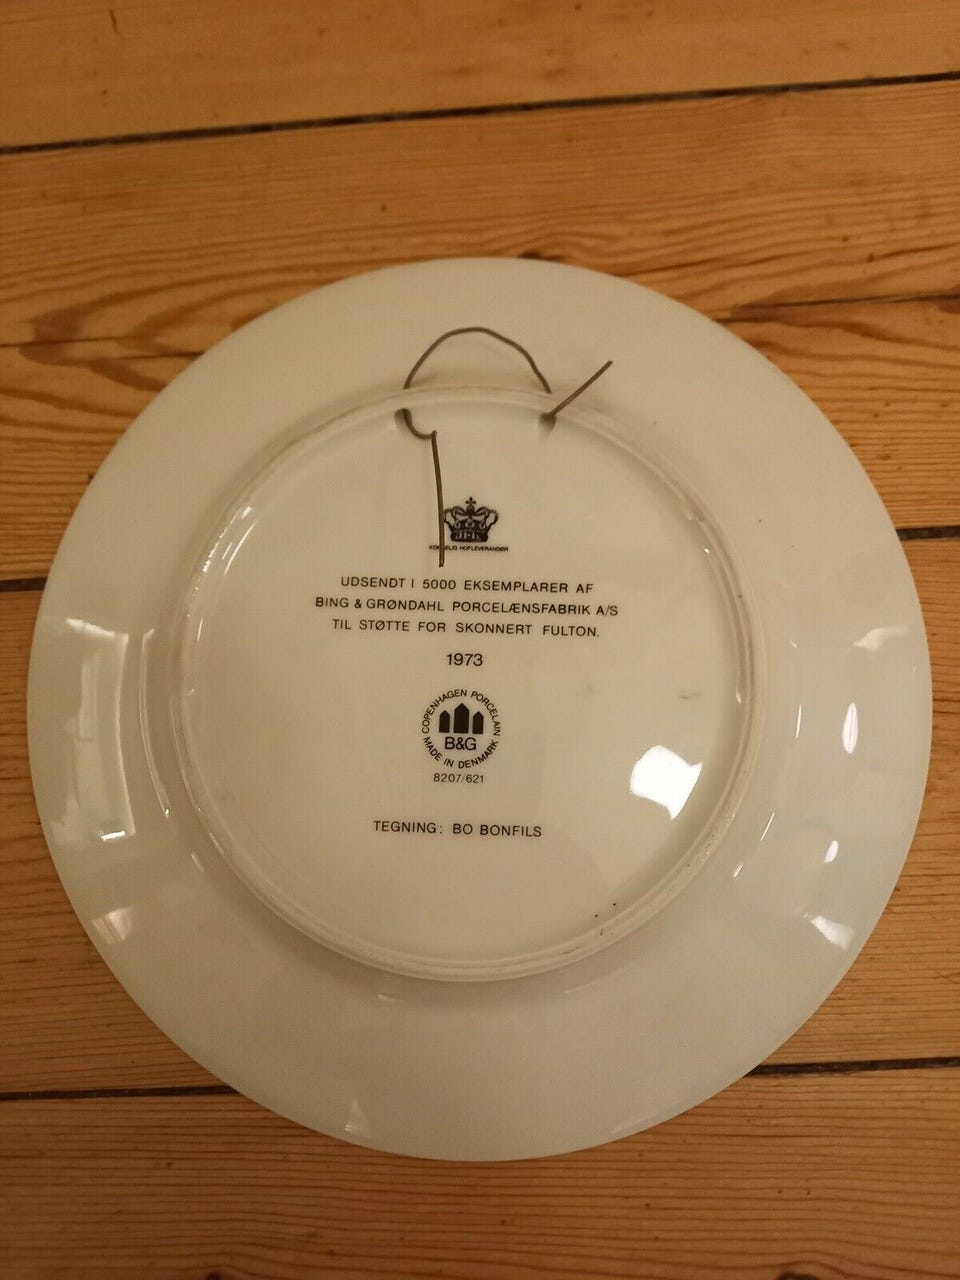 KONGELIG HOFLEVERANDØR
UDSENDT I 5000 EKSEMPLARER AF
BING & GRØNDAHL PORCELÆNSFABRIK A/S
TIL STØTTE FOR SKONNERT FULTON.
1973
COPENHAGEN PORCELAIN
B&G
MADE IN DENMARK
8207/621
TEGNING: BO BONFILS